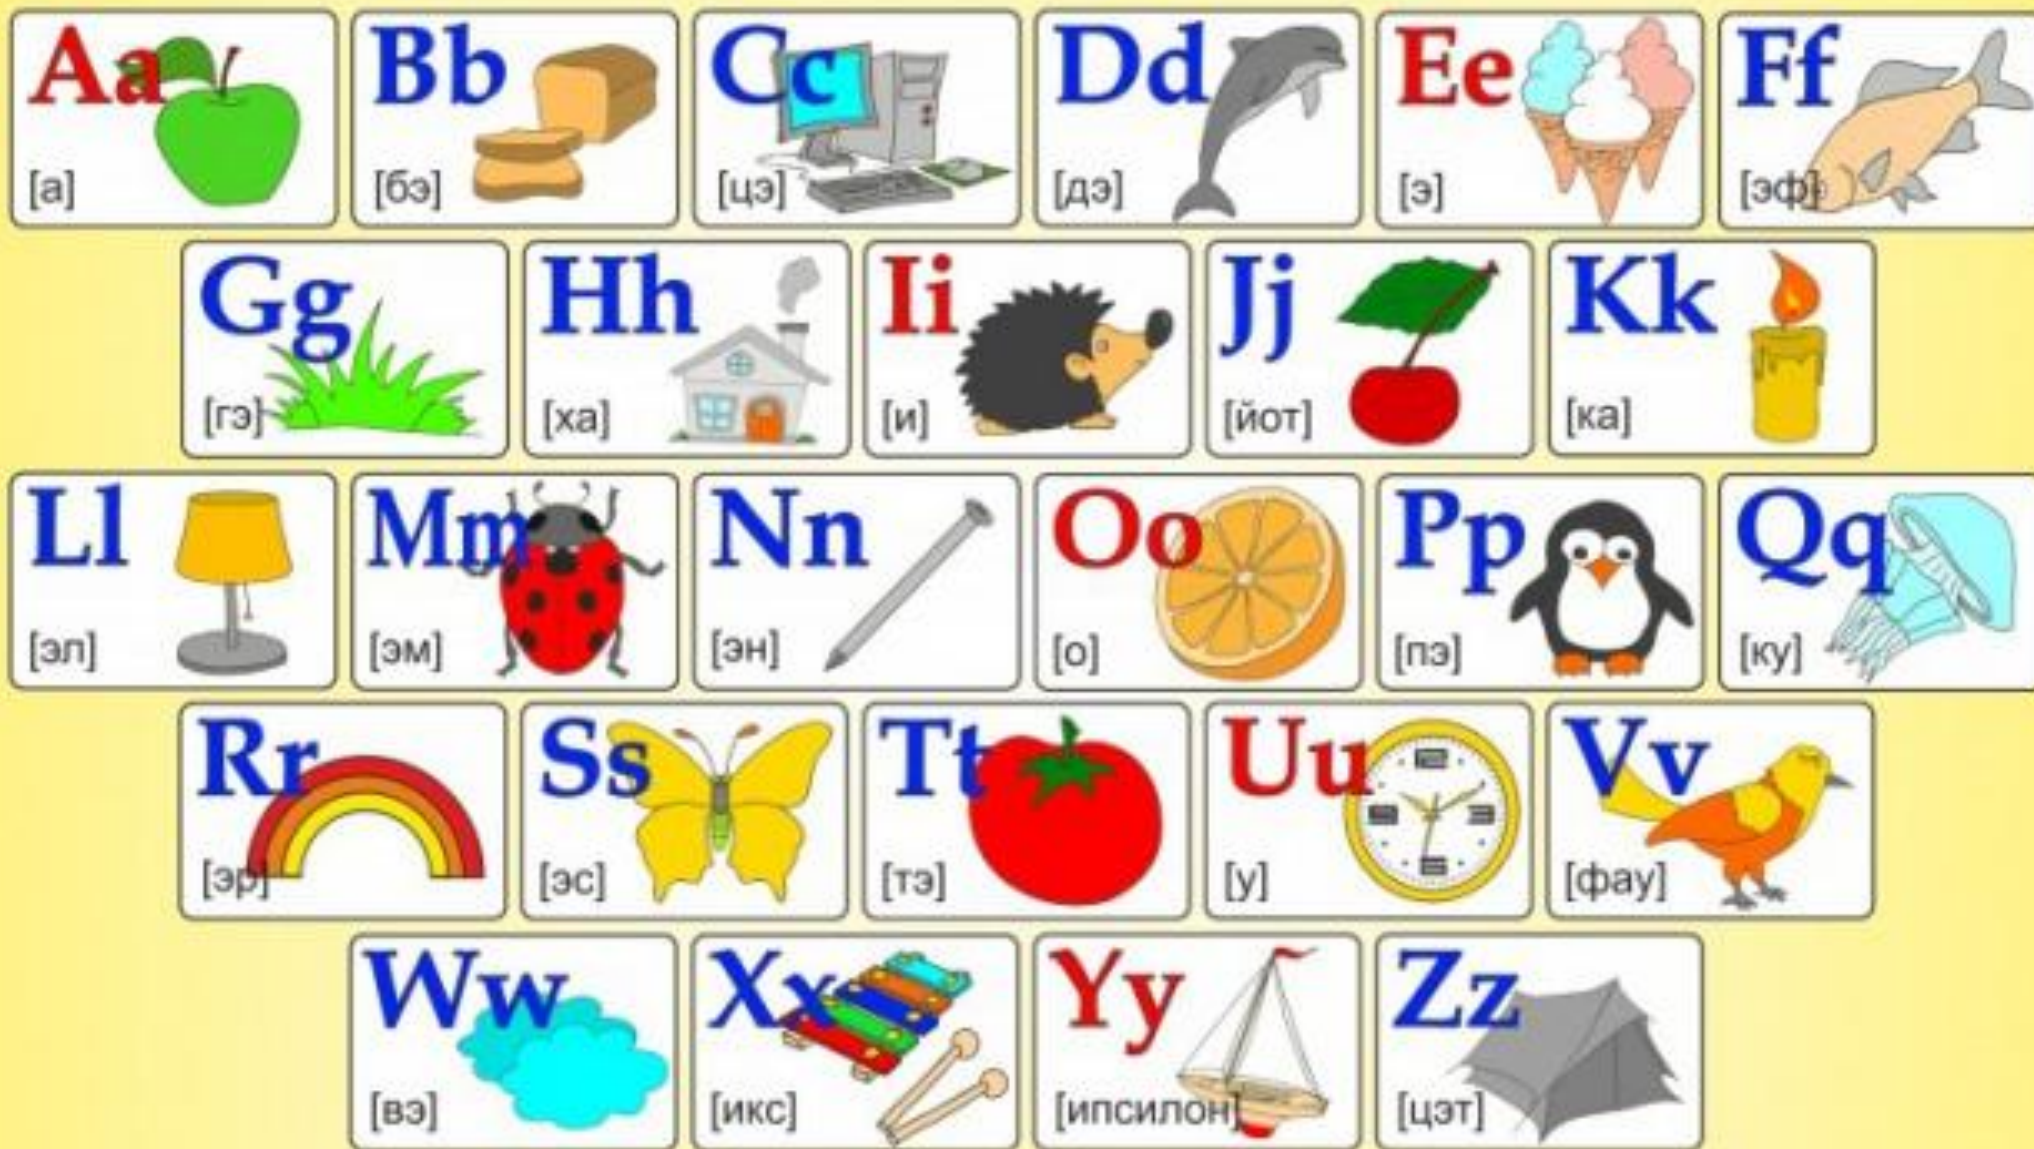 Aa Bb Cc Dd Ee Ff
[а] [бэ] [цэ] [дэ] [э] [эф]
Gg Hh Ii Jj Kk
[гэ] [ха] [и] [йот] [ка]
Ll Mm Nn Oo Pp Qq
[эл] [эм] [эн] [о] [пэ] [ку]
Rr Ss Tt Uu Vv
[эр] [эс] [тэ] [у] [фау]
Ww Xx Yy Zz
[вэ] [икс] [ипсилон] [цэт]